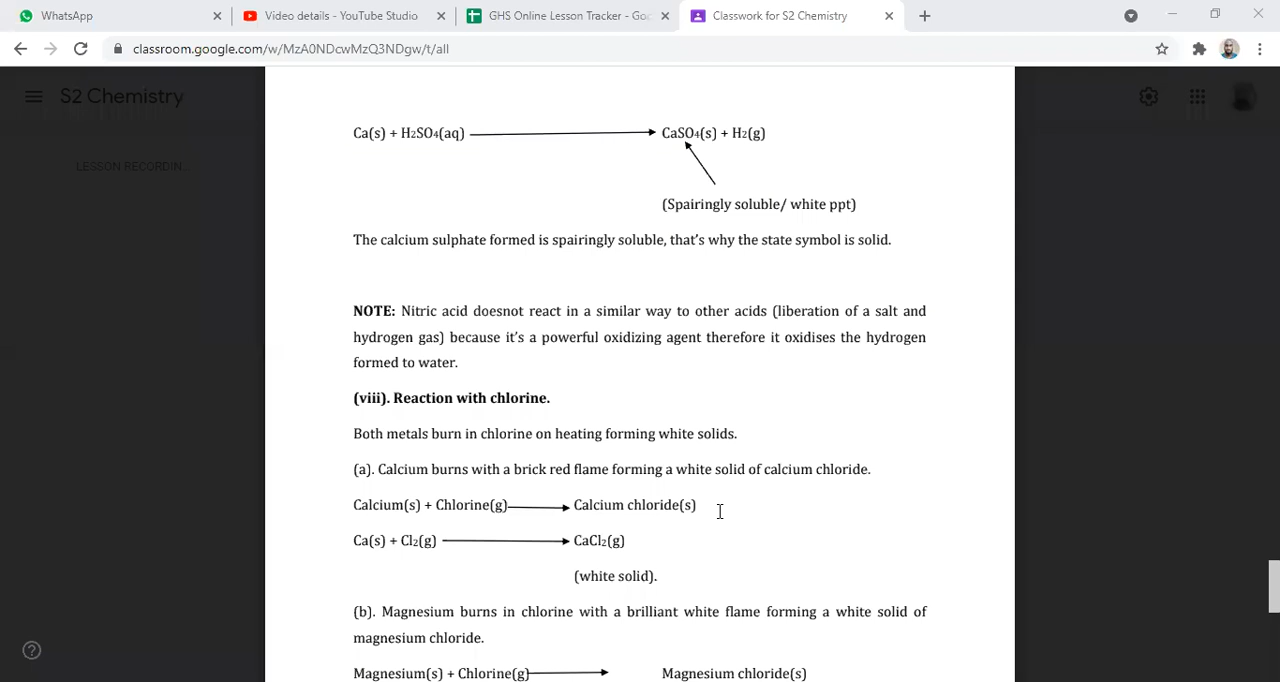 WhatsApp
Video details - YouTube Studio
GHS Online Lesson Tracker - Goo
Classwork for S2 Chemistry
classroom.google.com/w/MzA0NDcwMzQ3NDgw/t/all
S2 Chemistry
LESSON RECORDIN...
Ca(s) + H2SO4(aq) CaSO4(s) + H2(g)
(Spairingly soluble/ white ppt)
The calcium sulphate formed is spairingly soluble, that's why the state symbol is solid.
NOTE: Nitric acid doesnot react in a similar way to other acids (liberation of a salt and
hydrogen gas) because it's a powerful oxidizing agent therefore it oxidises the hydrogen
formed to water.
(viii). Reaction with chlorine.
Both metals burn in chlorine on heating forming white solids.
(a). Calcium burns with a brick red flame forming a white solid of calcium chloride.
Calcium(s) + Chlorine(g) Calcium chloride(s)
Ca(s) + Cl2(g) CaCl2(g)
(white solid).
(b). Magnesium burns in chlorine with a brilliant white flame forming a white solid of
magnesium chloride.
Magnesium(s) + Chlorine(g) Magnesium chloride(s)